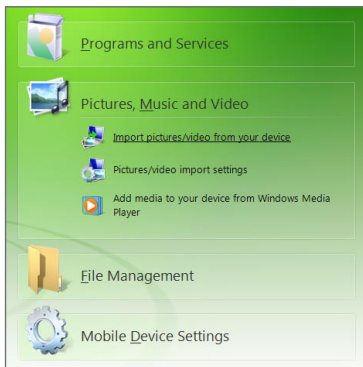 Programs and Services
Pictures, Music and Video
Import pictures/video from your device
Pictures/video import settings
Add media to your device from Windows Media
Player
File Management
Mobile Device Settings